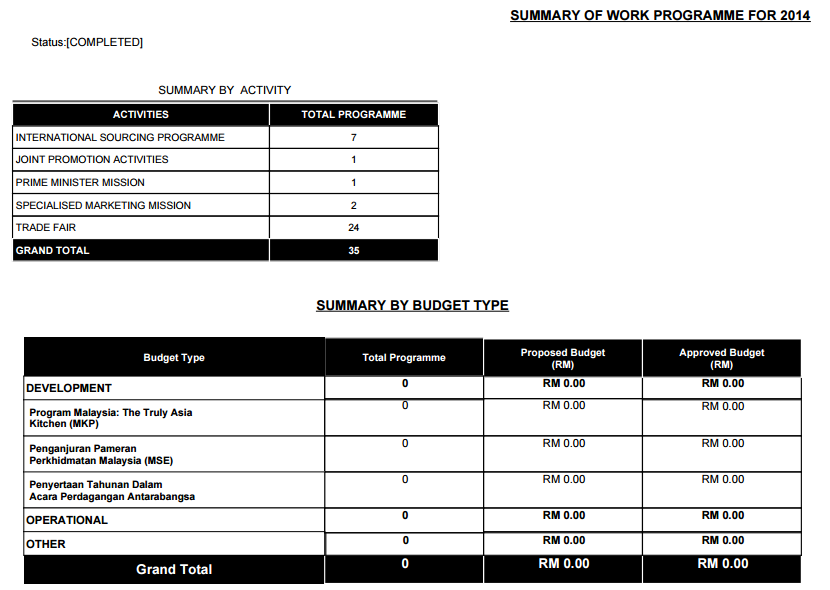 SUMMARY OF WORK PROGRAMME FOR 2014
Status:[COMPLETED]
SUMMARY BY ACTIVITY
ACTIVITIES TOTAL PROGRAMME
INTERNATIONAL SOURCING PROGRAMME 7
JOINT PROMOTION ACTIVITIES 1
PRIME MINISTER MISSION 1
SPECIALISED MARKETING MISSION 2
TRADE FAIR 24
GRAND TOTAL 35
SUMMARY BY BUDGET TYPE
Budget Type Total Programme Proposed Budget (RM) Approved Budget (RM)
DEVELOPMENT 0 RM 0.00 RM 0.00
Program Malaysia: The Truly Asia 0 RM 0.00 RM 0.00
Kitchen (MKP)
Penganjuran Pameran 0 RM 0.00 RM 0.00
Perkhidmatan Malaysia (MSE)
Penyertaan Tahunan Dalam 0 RM 0.00 RM 0.00
Acara Perdagangan Antarabangsa
OPERATIONAL 0 RM 0.00 RM 0.00
OTHER 0 RM 0.00 RM 0.00
Grand Total 0 RM 0.00 RM 0.00